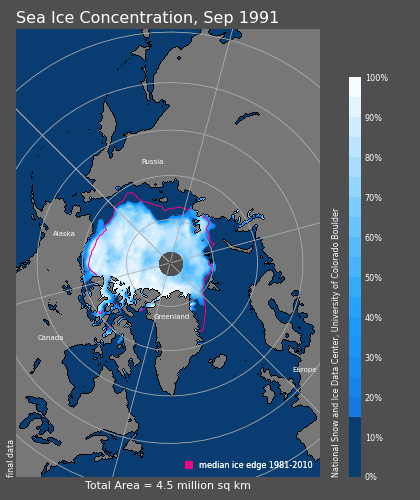 Sea Ice Concentration, Sep 1991
Russia
Alaska
Canada
Greenland
Europe
median ice edge 1981-2010
Total Area = 4.5 million sq km
final data
National Snow and Ice Data Center, University of Colorado Boulder
100%
90%
80%
70%
60%
50%
40%
30%
20%
10%
0%